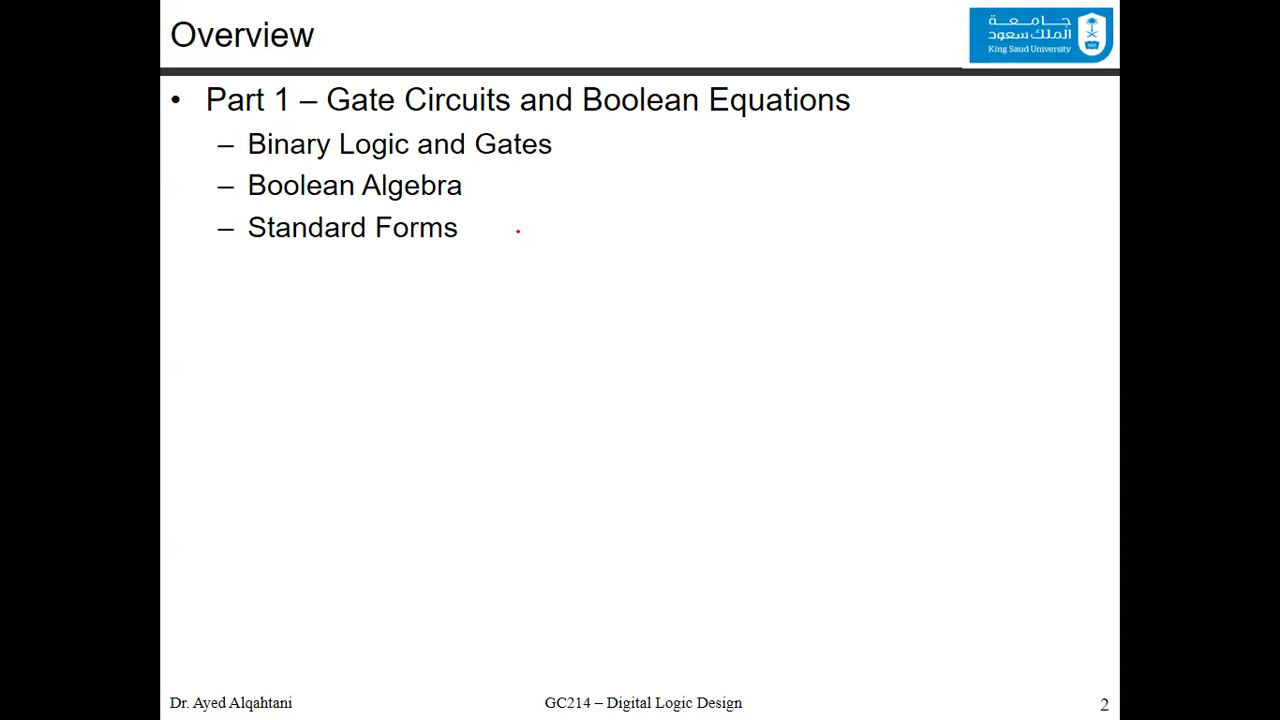 Overview
جامعة
الملك سعود
King Saud University
• Part 1 – Gate Circuits and Boolean Equations
– Binary Logic and Gates
– Boolean Algebra
– Standard Forms
Dr. Ayed Alqahtani
GC214 – Digital Logic Design
2